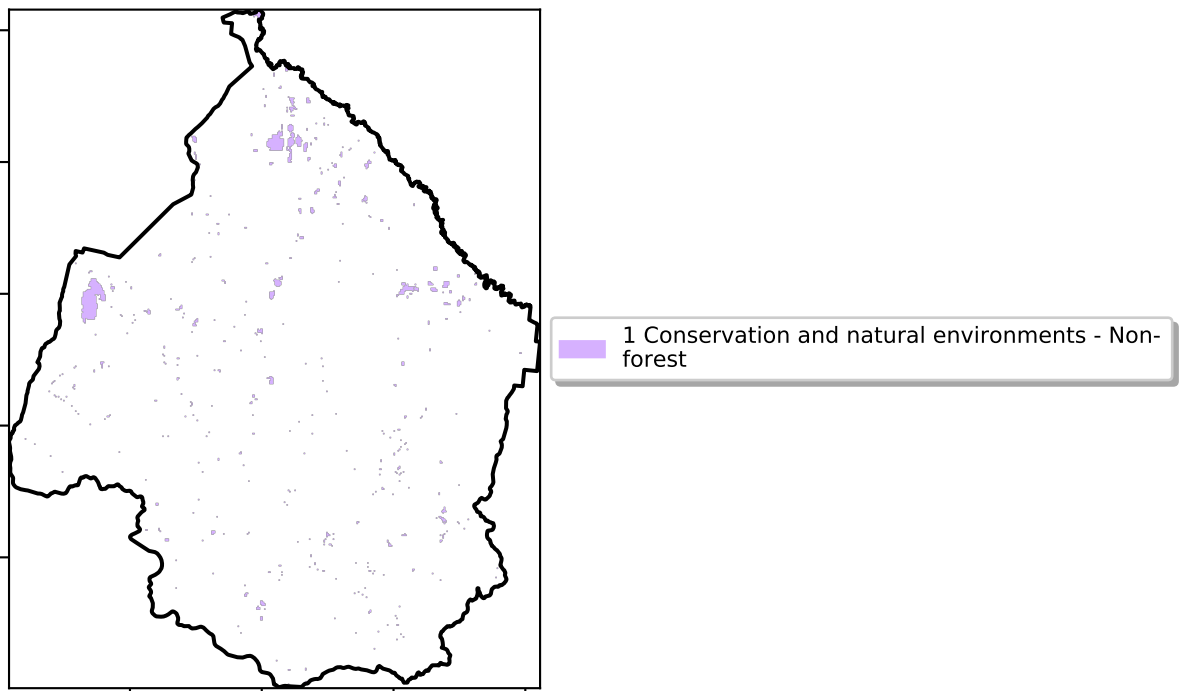 1 Conservation and natural environments - Non-
forest